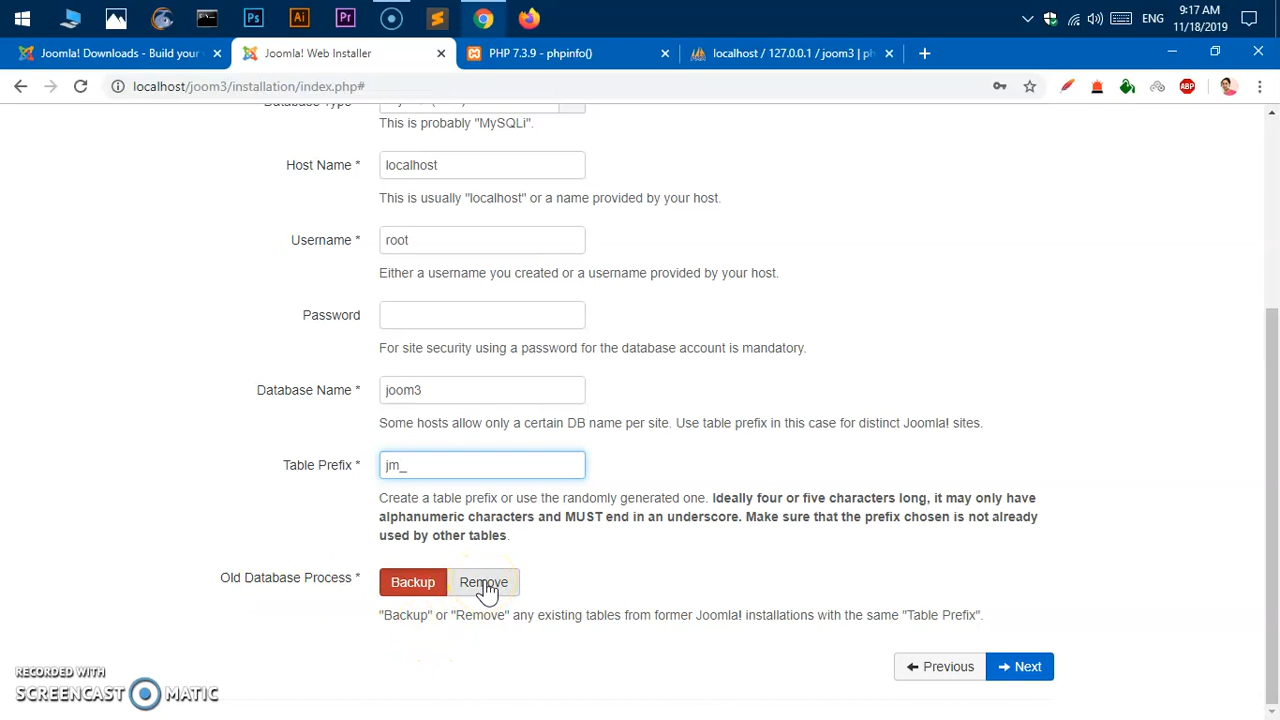 9:17 AM
ENG
11/18/2019
Joomla! Downloads - Build your
Joomla! Web Installer
PHP 7.3.9 - phpinfo()
localhost / 127.0.0.1 / joom3 | ph
localhost/joom3/installation/index.php#
ABP
Database Type
This is probably "MySQLi".
Host Name *
localhost
This is usually "localhost" or a name provided by your host.
Username *
root
Either a username you created or a username provided by your host.
Password
For site security using a password for the database account is mandatory.
Database Name *
joom3
Some hosts allow only a certain DB name per site. Use table prefix in this case for distinct Joomla! sites.
Table Prefix *
jm_
Create a table prefix or use the randomly generated one. Ideally four or five characters long, it may only have
alphanumeric characters and MUST end in an underscore. Make sure that the prefix chosen is not already
used by other tables.
Old Database Process *
Backup Remove
"Backup" or "Remove" any existing tables from former Joomla! installations with the same "Table Prefix".
Previous Next
RECORDED WITH
SCREENCAST MATIC